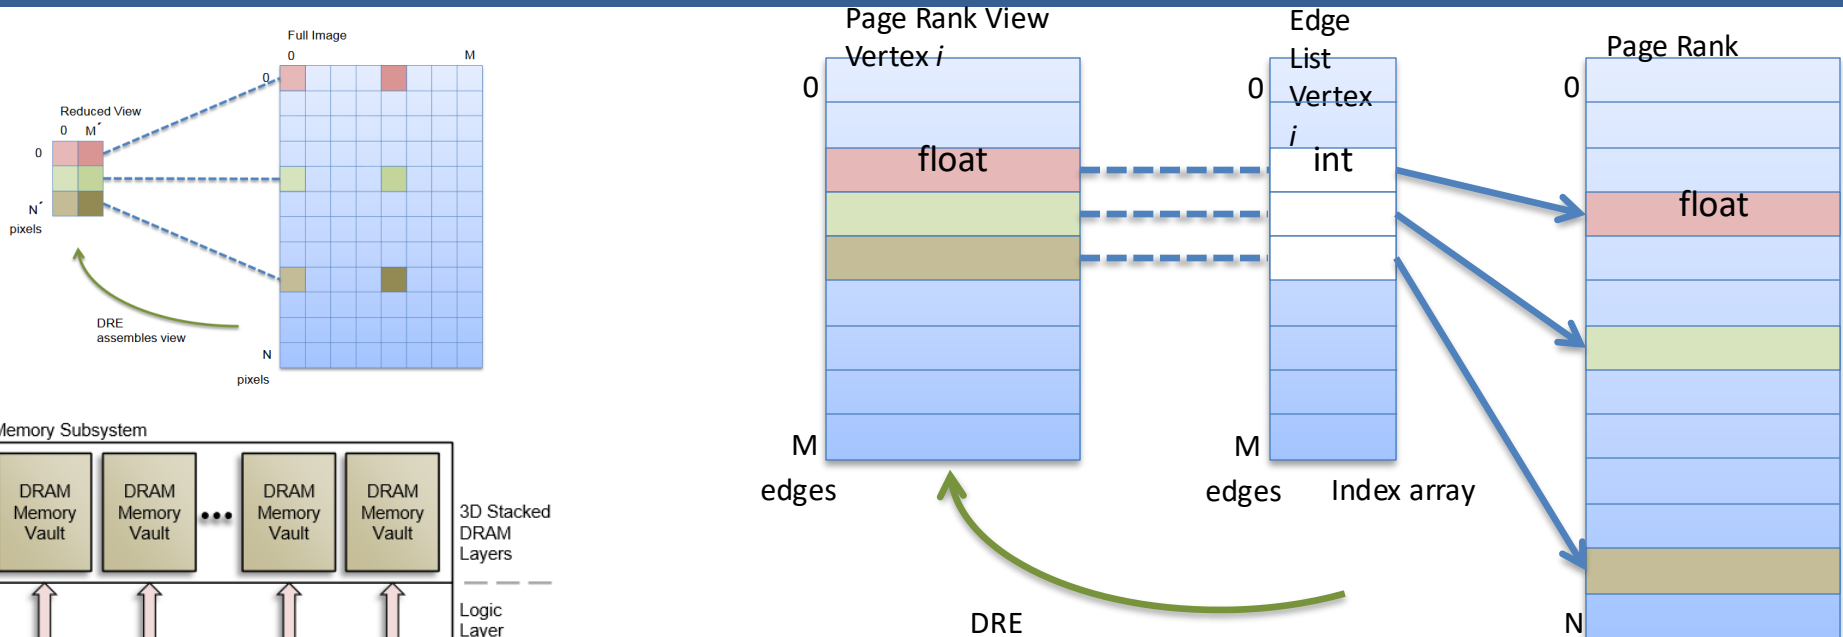 Full Image
0
M
0
Reduced View
0 M´
0
N´
pixels
DRE
assembles view
N
pixels
Memory Subsystem
DRAM
Memory
Vault
DRAM
Memory
Vault
...
DRAM
Memory
Vault
DRAM
Memory
Vault
3D Stacked
DRAM
Layers
Logic
Layer
Page Rank View
Vertex i
0
float
M
edges
Edge
List
Vertex
i
0
int
M
edges
Index array
Page Rank
0
float
N
DRE